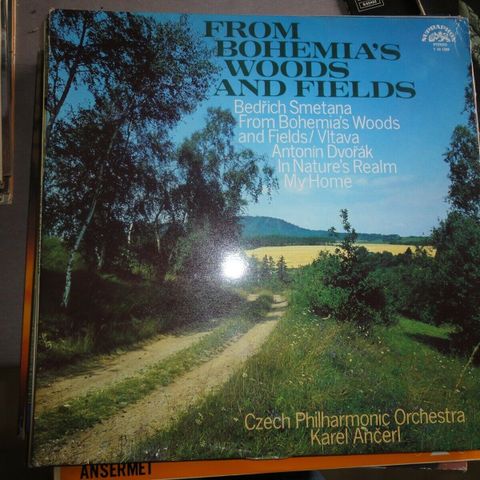 FROM
BOHEMIA'S
WOODS
AND FIELDS
Bedřich Smetana
From Bohemia's Woods
and Fields/Vltava
Antonín Dvořák
In Nature's Realm
My Home
SUPRAPHON
STEREO
Czech Philharmonic Orchestra
Karel Ančerl
ANSERMET